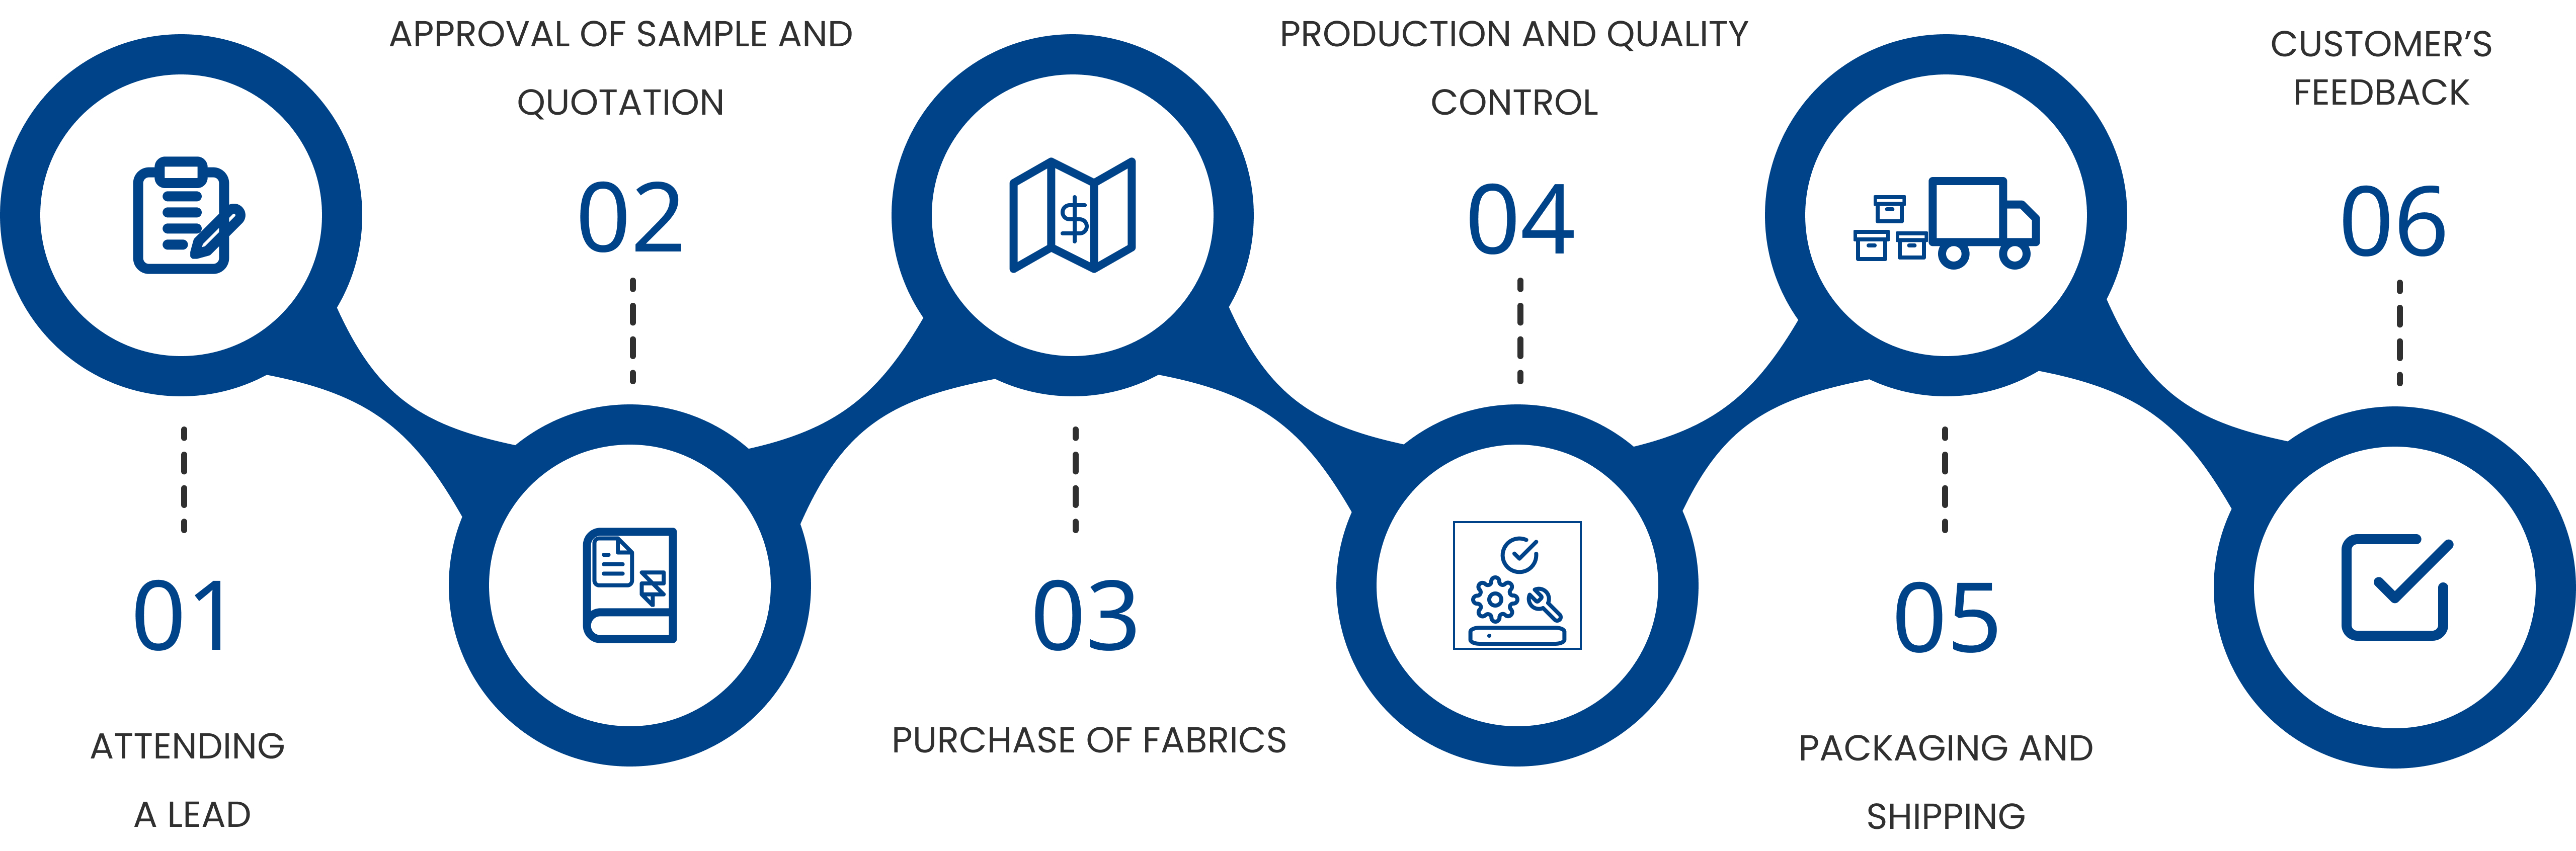 01
ATTENDING
A LEAD
APPROVAL OF SAMPLE AND
QUOTATION
02
$
03
PURCHASE OF FABRICS
PRODUCTION AND QUALITY
CONTROL
04
05
PACKAGING AND
SHIPPING
CUSTOMER’S
FEEDBACK
06